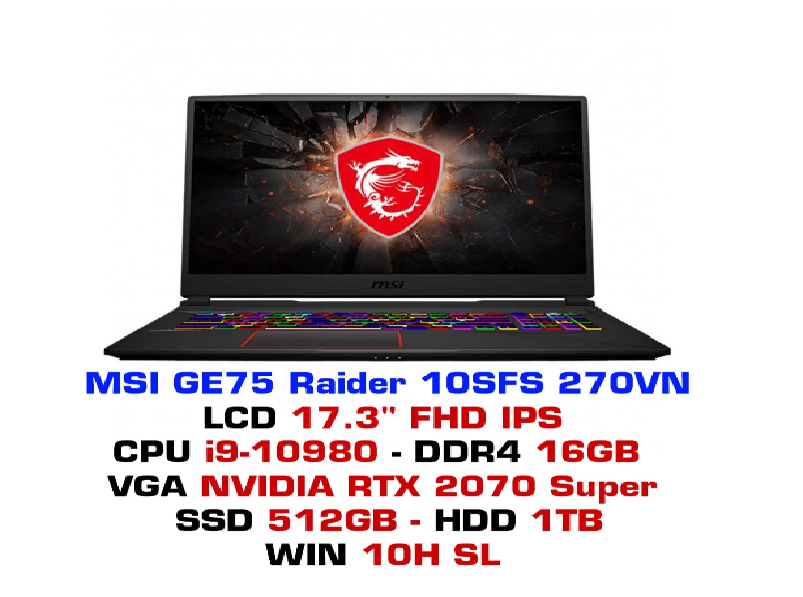 msi
MSI GE75 Raider 10SFS 270VN
LCD 17.3" FHD IPS
CPU i9-10980 - DDR4 16GB
VGA NVIDIA RTX 2070 Super
SSD 512GB - HDD 1TB
WIN 10H SL